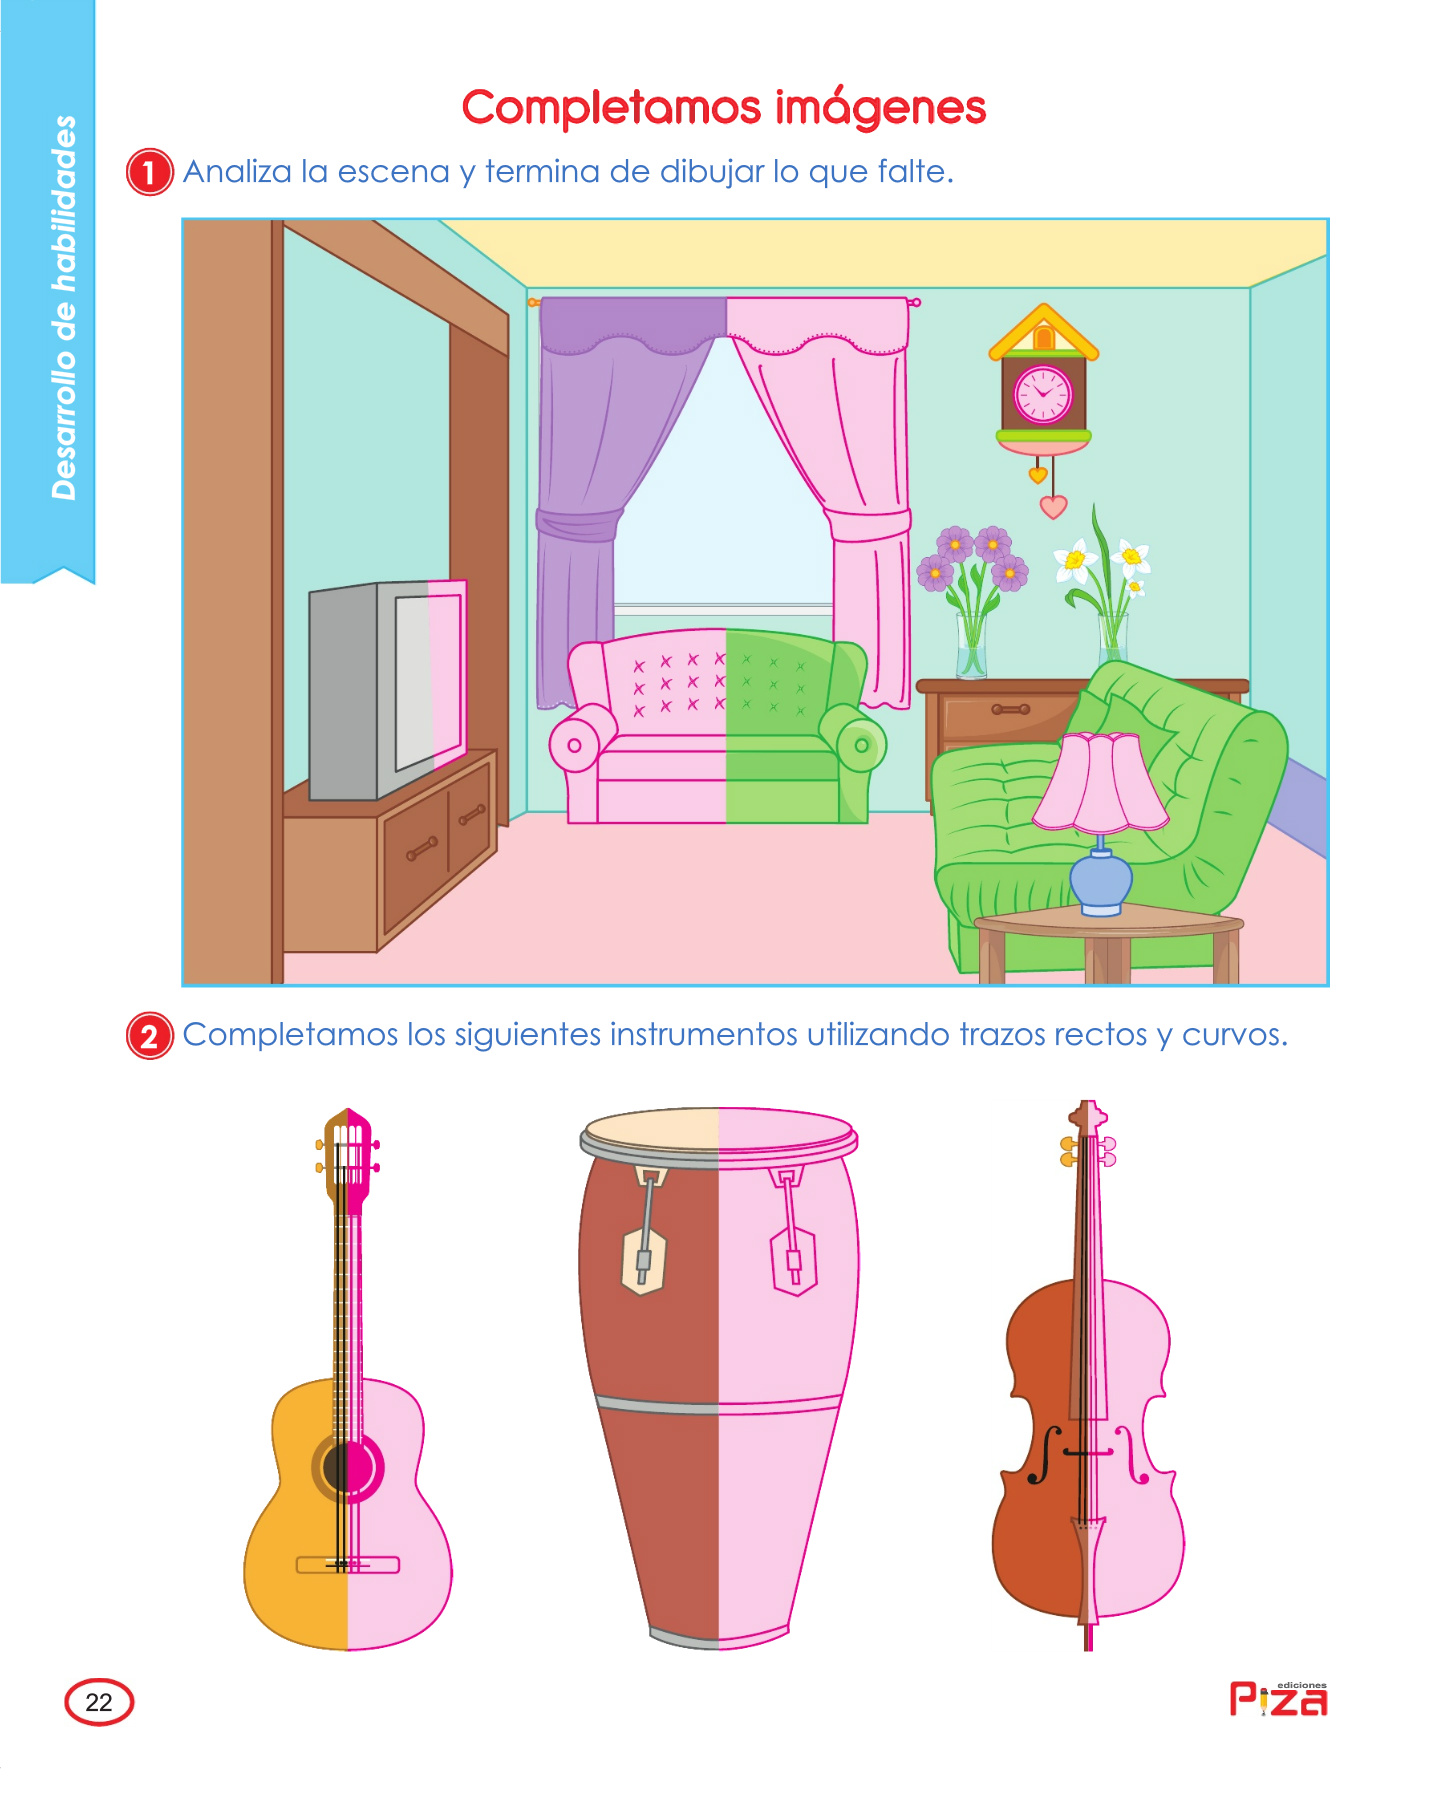 Desarrollo de habilidades
Completamos imágenes
1 Analiza la escena y termina de dibujar lo que falte.
2 Completamos los siguientes instrumentos utilizando trazos rectos y curvos.
22
ediciones
Piza